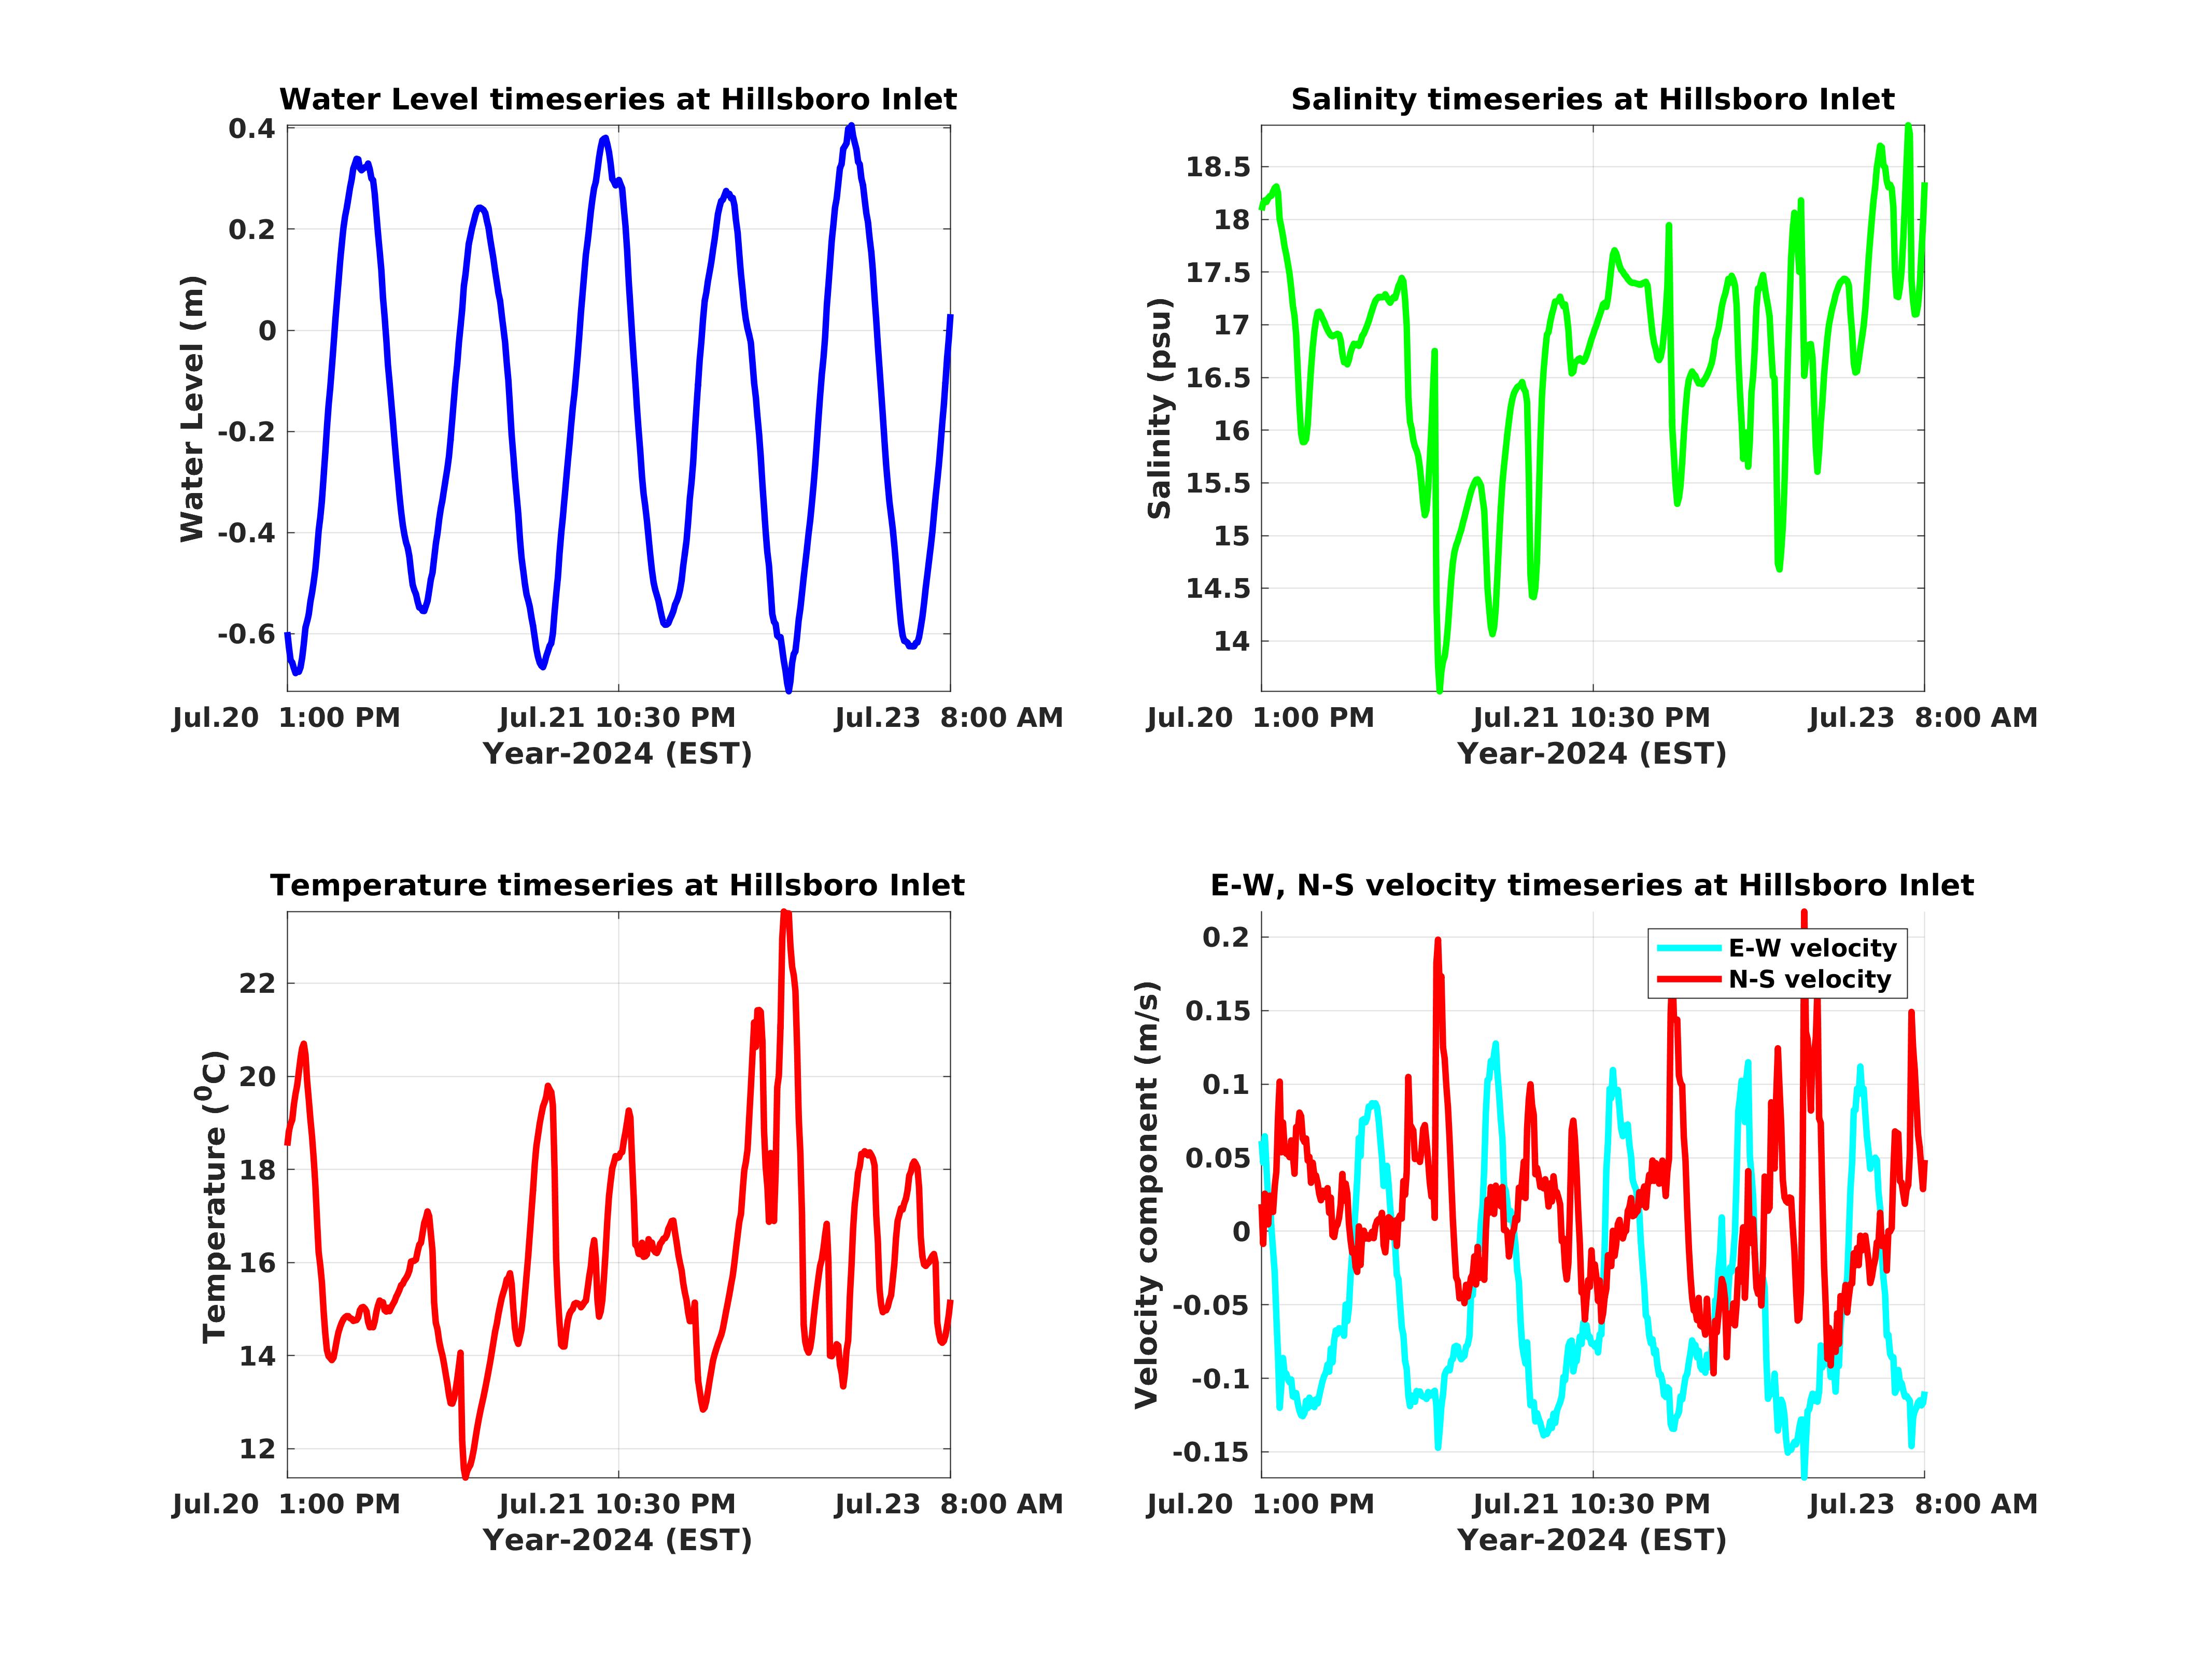 Water Level timeseries at Hillsboro Inlet
0.4
0.2
0
-0.2
-0.4
-0.6
Water Level (m)
Jul.20 1:00 PM
Jul.21 10:30 PM
Jul.23 8:00 AM
Year-2024 (EST)
Salinity timeseries at Hillsboro Inlet
18.5
18
17.5
17
16.5
16
15.5
15
14.5
14
Salinity (psu)
Jul.20 1:00 PM
Jul.21 10:30 PM
Jul.23 8:00 AM
Year-2024 (EST)
Temperature timeseries at Hillsboro Inlet
22
20
18
16
14
12
Temperature (⁰C)
Jul.20 1:00 PM
Jul.21 10:30 PM
Jul.23 8:00 AM
Year-2024 (EST)
E-W, N-S velocity timeseries at Hillsboro Inlet
E-W velocity
N-S velocity
0.2
0.15
0.1
0.05
0
-0.05
-0.1
-0.15
Velocity component (m/s)
Jul.20 1:00 PM
Jul.21 10:30 PM
Jul.23 8:00 AM
Year-2024 (EST)